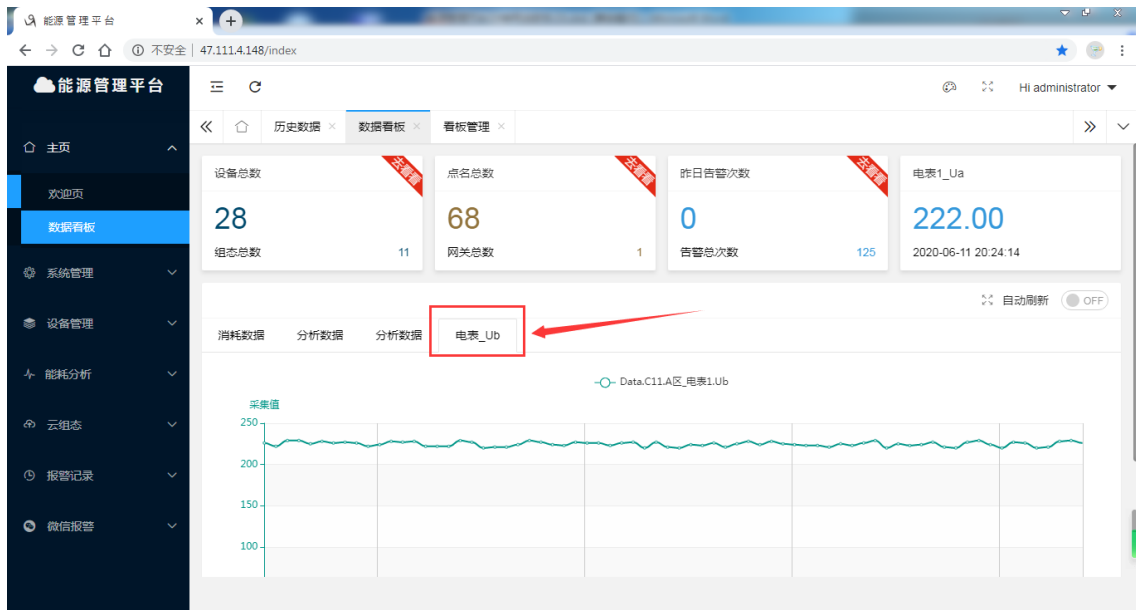 能源管理平台
不安全 | 47.111.4.148/index
能源管理平台
Hi administrator
历史数据 数据看板 看板管理
主页
欢迎页
数据看板
系统管理
设备管理
能耗分析
云组态
报警记录
微信报警
设备总数 去看看
28
组态总数 11
点名总数 去看看
68
网关总数 1
昨日告警次数 去看看
0
告警总次数 125
电表1_Ua
222.00
2020-06-11 20:24:14
自动刷新 OFF
消耗数据 分析数据 分析数据 电表_Ub
Data.C11.A区_电表1.Ub
采集值
250
200
150
100